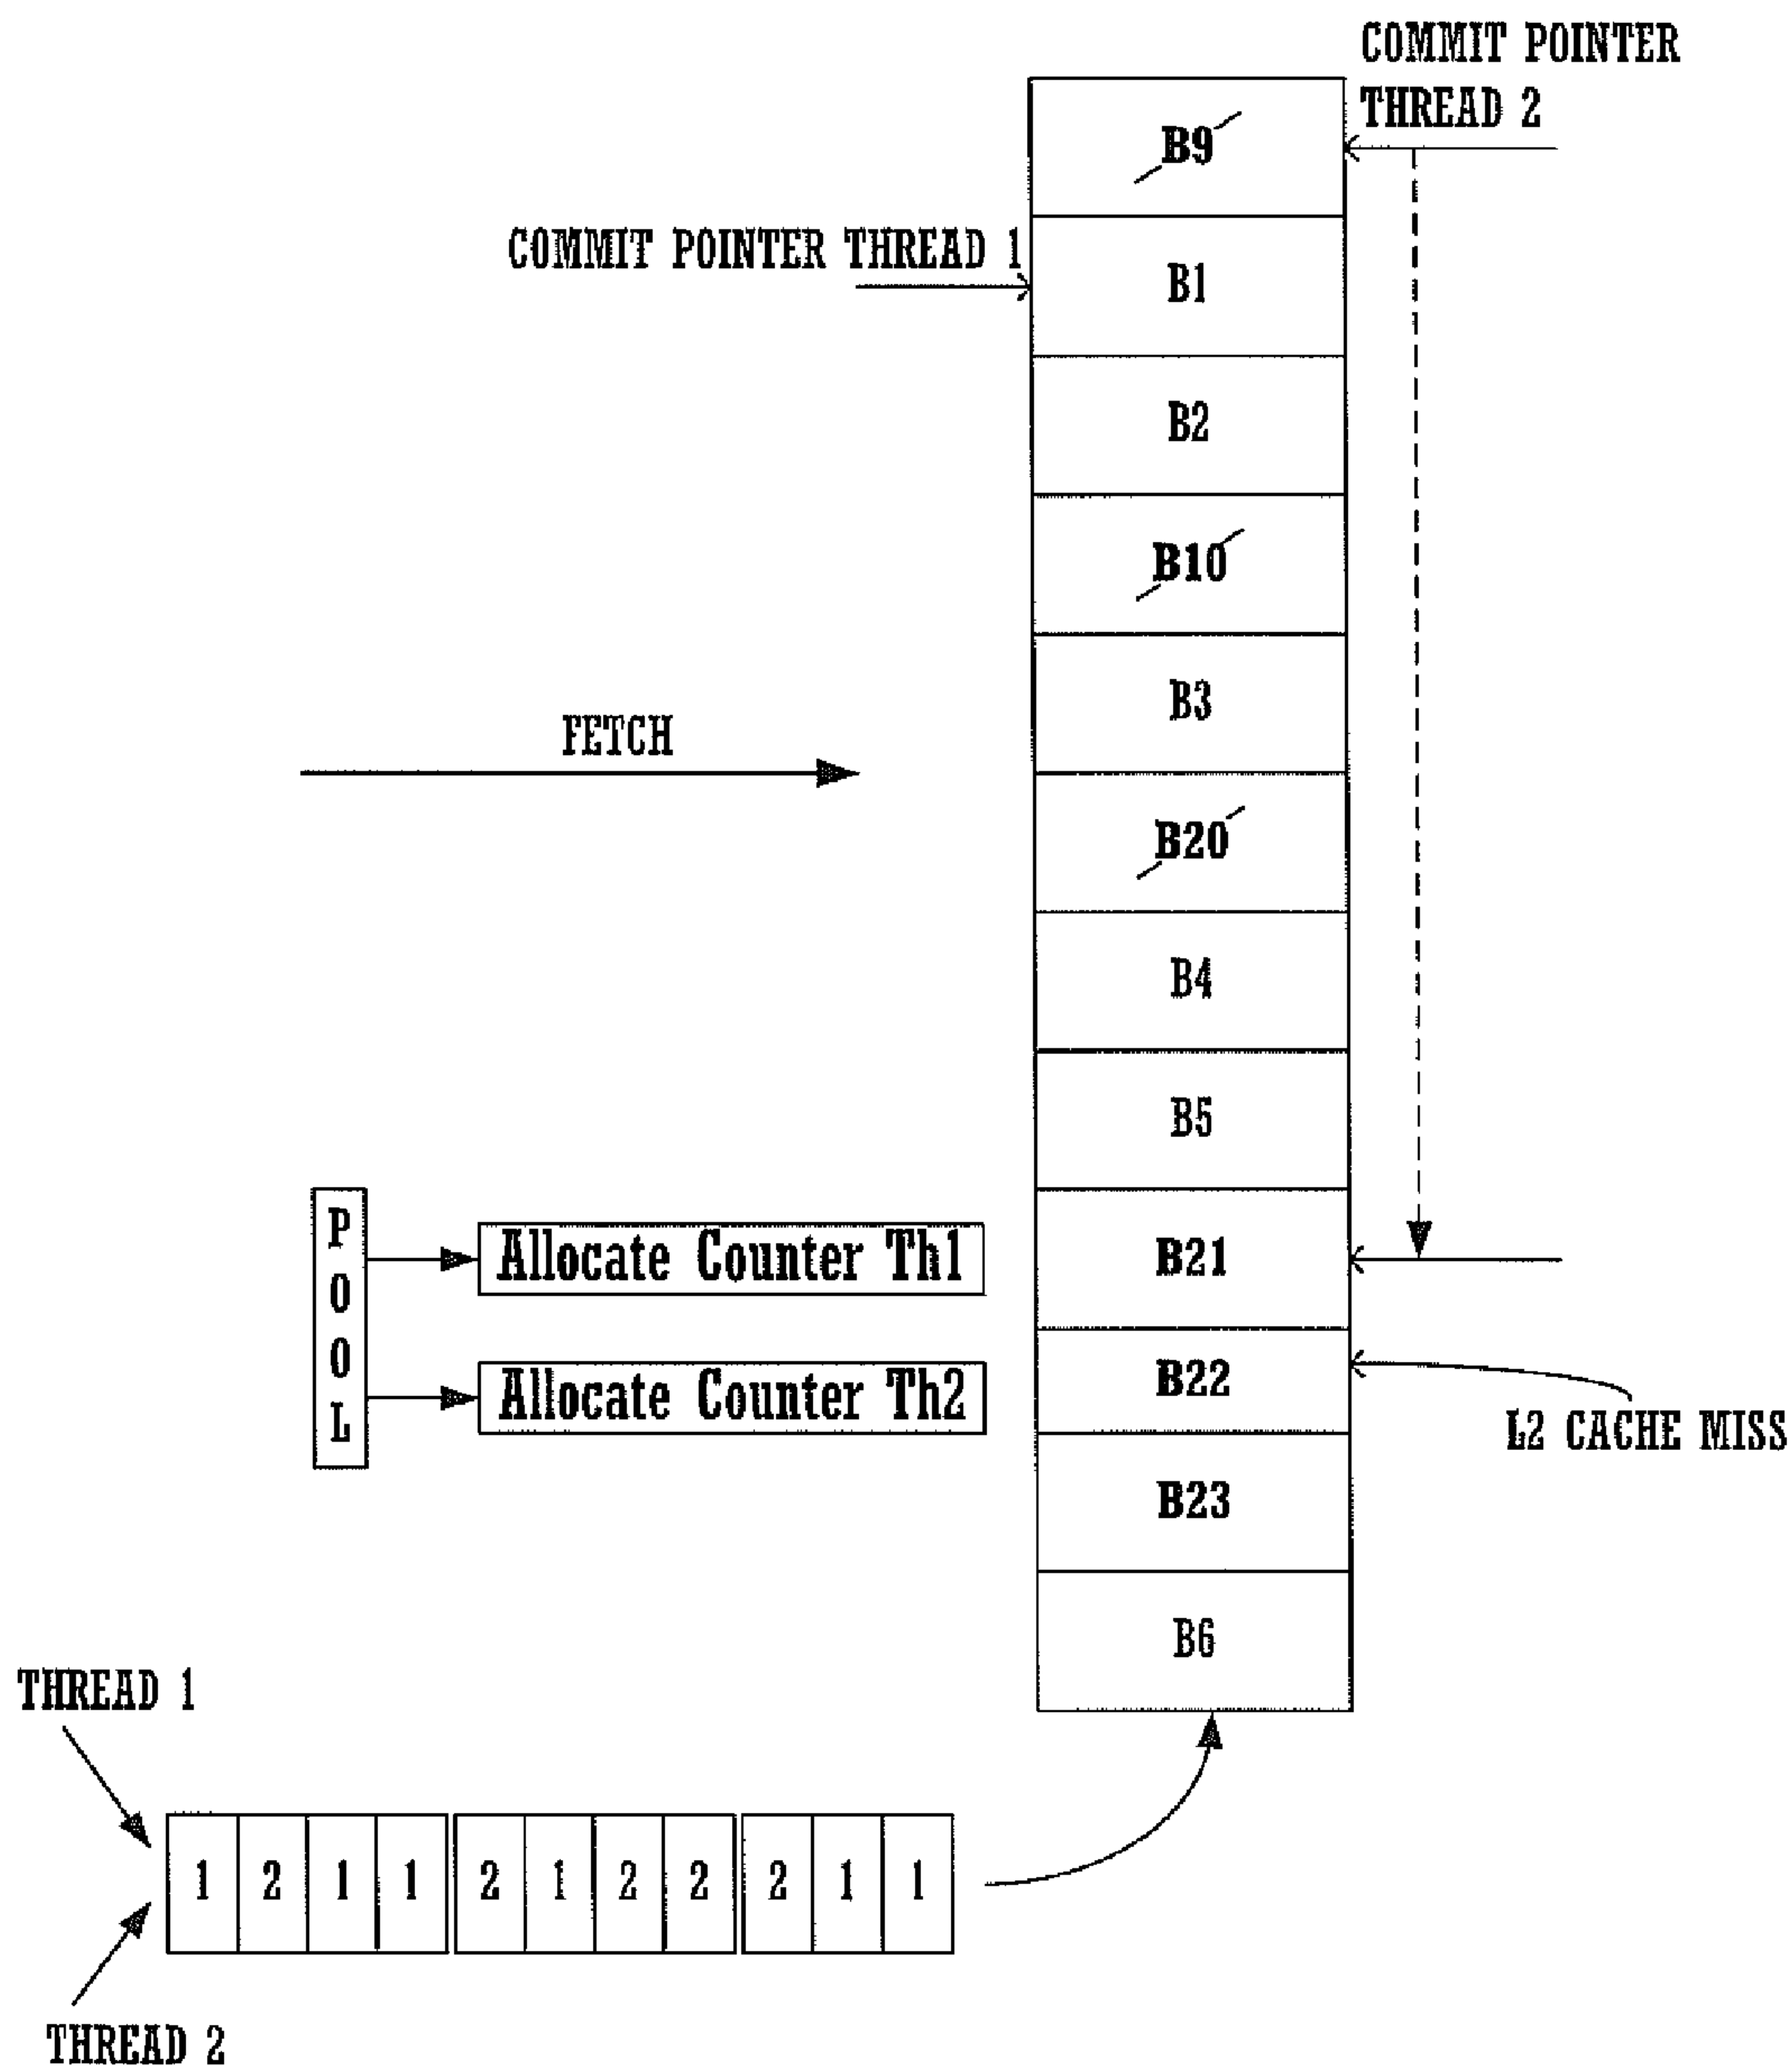 COMMIT POINTER
THREAD 2
B9
COMMIT POINTER THREAD 1
B1
B2
B10
B3
FETCH
B20
B4
B5
POOL
Allocate Counter Th1
B21
Allocate Counter Th2
B22
L2 CACHE MISS
B23
B6
THREAD 1
1 2 1 1 2 1 2 2 2 1 1
THREAD 2